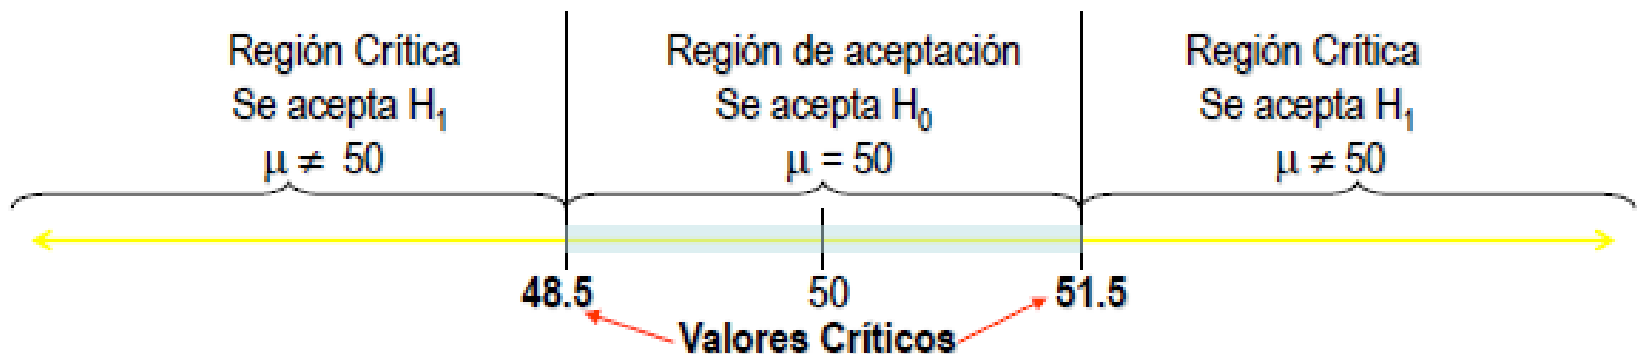 Región Crítica
Se acepta H₁
μ ≠ 50
Región de aceptación
Se acepta H₀
μ = 50
Región Crítica
Se acepta H₁
μ ≠ 50
48.5
50
51.5
Valores Críticos